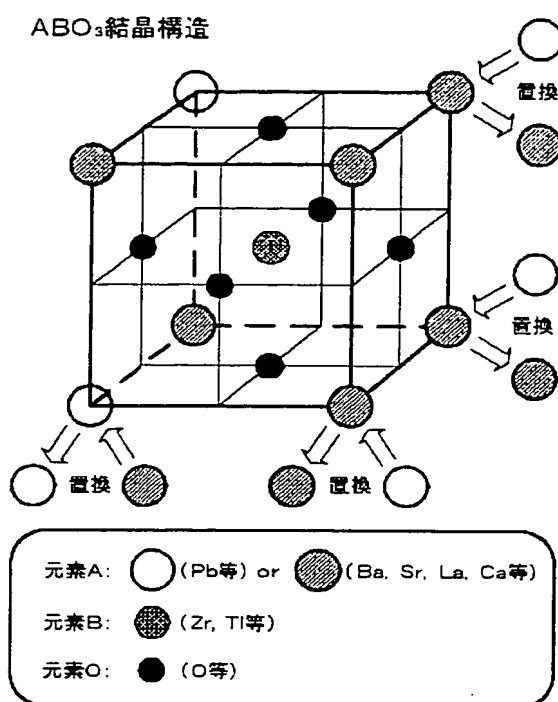 ABO₃結晶構造
置換
置換
置換
置換
元素A: (Pb等) or (Ba, Sr, La, Ca等)
元素B: (Zr, Tl等)
元素O: (O等)